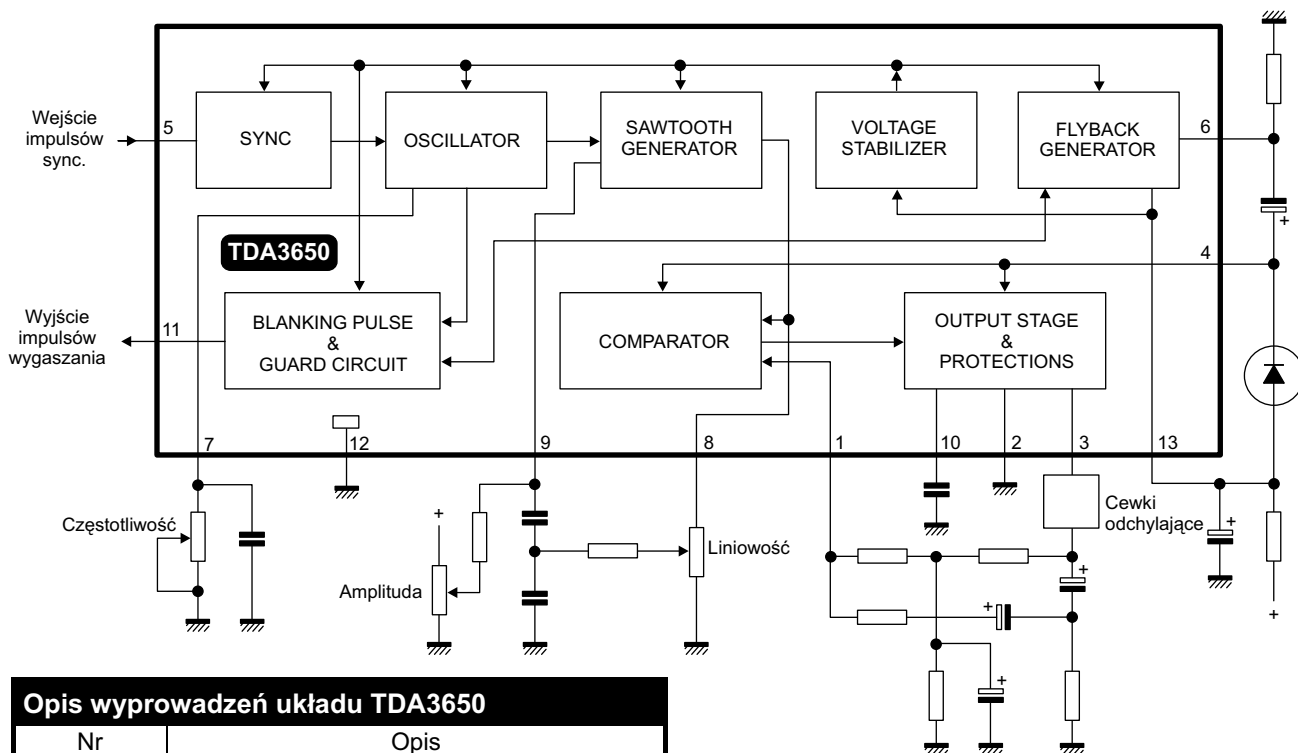 Wejście
impulsów
sync.
5
SYNC
OSCILLATOR
SAWTOOTH
GENERATOR
VOLTAGE
STABILIZER
FLYBACK
GENERATOR
6
+
TDA3650
4
Wyjście
impulsów
wygaszania
11
BLANKING PULSE
&
GUARD CIRCUIT
COMPARATOR
OUTPUT STAGE
&
PROTECTIONS
7
12
9
8
1
10
2
3
13
Częstotliwość
+
Amplituda
Liniowość
Cewki
odchylające
+
+
+
+
+
Opis wyprowadzeń układu TDA3650
Nr Opis